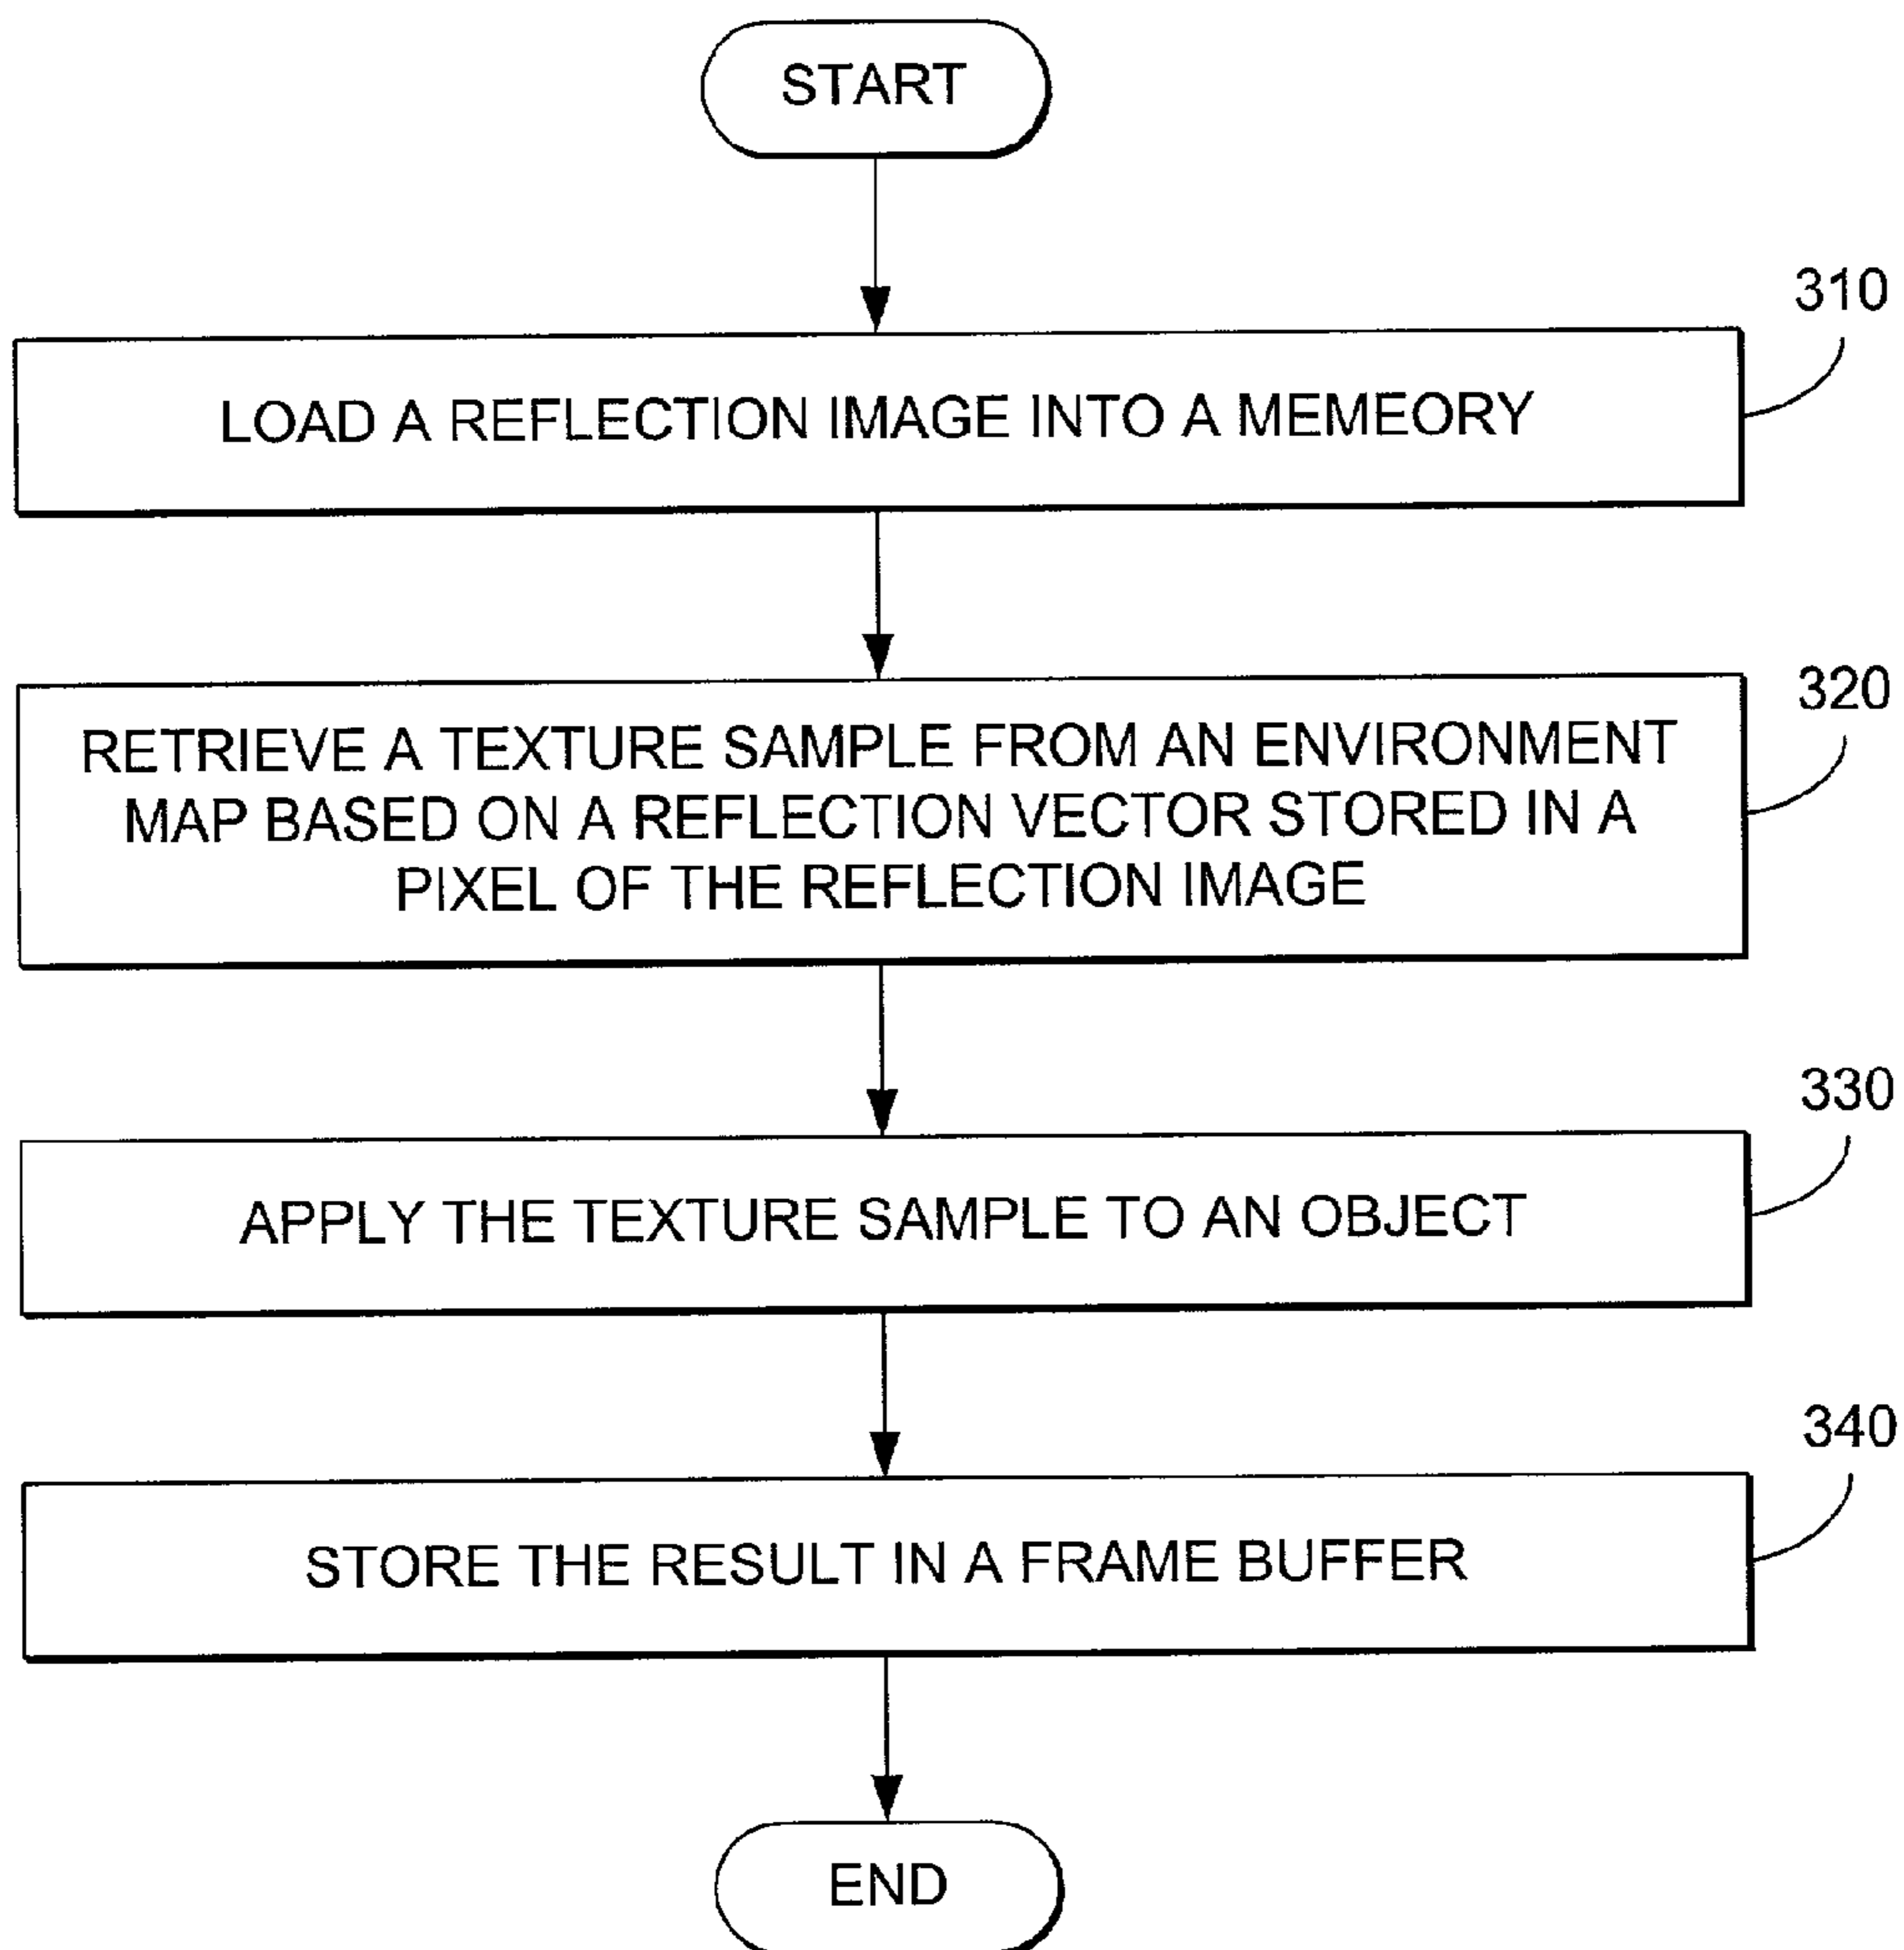 START
310
LOAD A REFLECTION IMAGE INTO A MEMEORY
320
RETRIEVE A TEXTURE SAMPLE FROM AN ENVIRONMENT
MAP BASED ON A REFLECTION VECTOR STORED IN A
PIXEL OF THE REFLECTION IMAGE
330
APPLY THE TEXTURE SAMPLE TO AN OBJECT
340
STORE THE RESULT IN A FRAME BUFFER
END